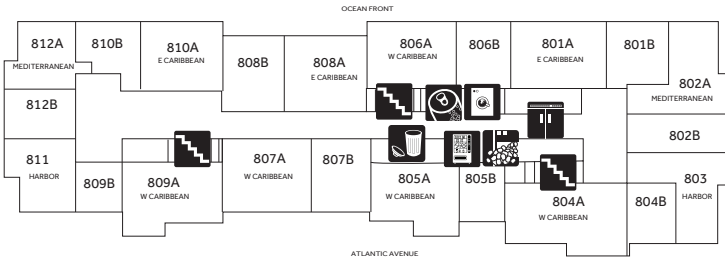 OCEAN FRONT
812A
MEDITERRANEAN
810B
810A
E CARIBBEAN
808B
808A
E CARIBBEAN
806A
W CARIBBEAN
806B
801A
E CARIBBEAN
801B
802A
MEDITERRANEAN
812B
802B
811
HARBOR
809B
809A
W CARIBBEAN
807A
W CARIBBEAN
807B
805A
W CARIBBEAN
805B
804A
W CARIBBEAN
804B
803
HARBOR
ATLANTIC AVENUE